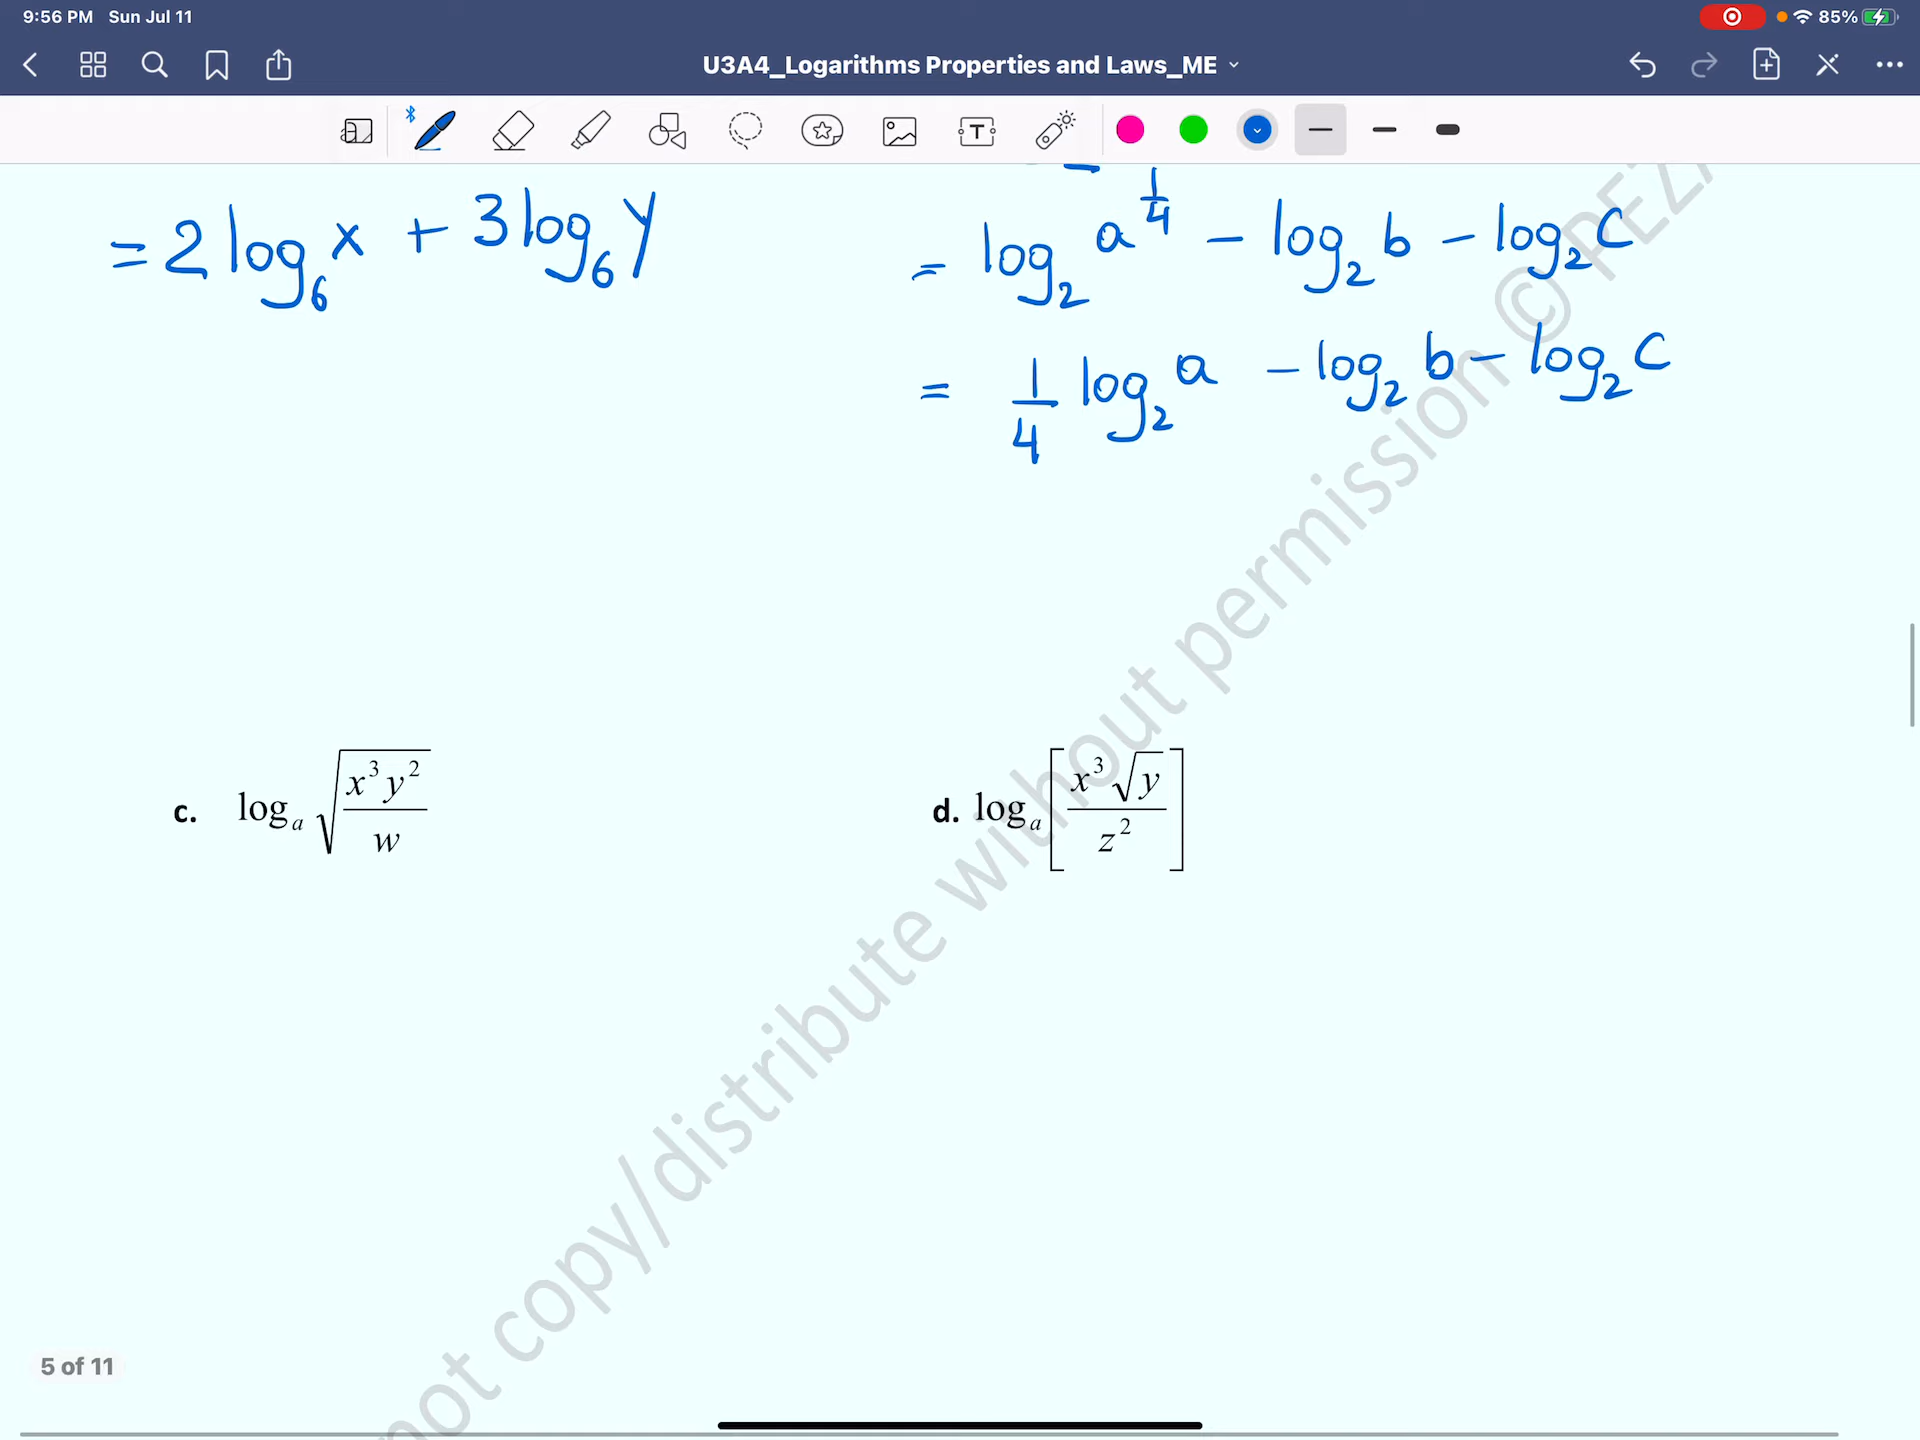 9:56 PM Sun Jul 11
85%
U3A4_Logarithms Properties and Laws_ME
= 2 log₆ x + 3 log₆ y
= log₂ a^(1/4) - log₂ b - log₂ c
= 1/4 log₂ a - log₂ b - log₂ c
c. logₐ √(x³y²/w)
d. logₐ [x³√y/z²]
not copy/distribute without permission ©
5 of 11